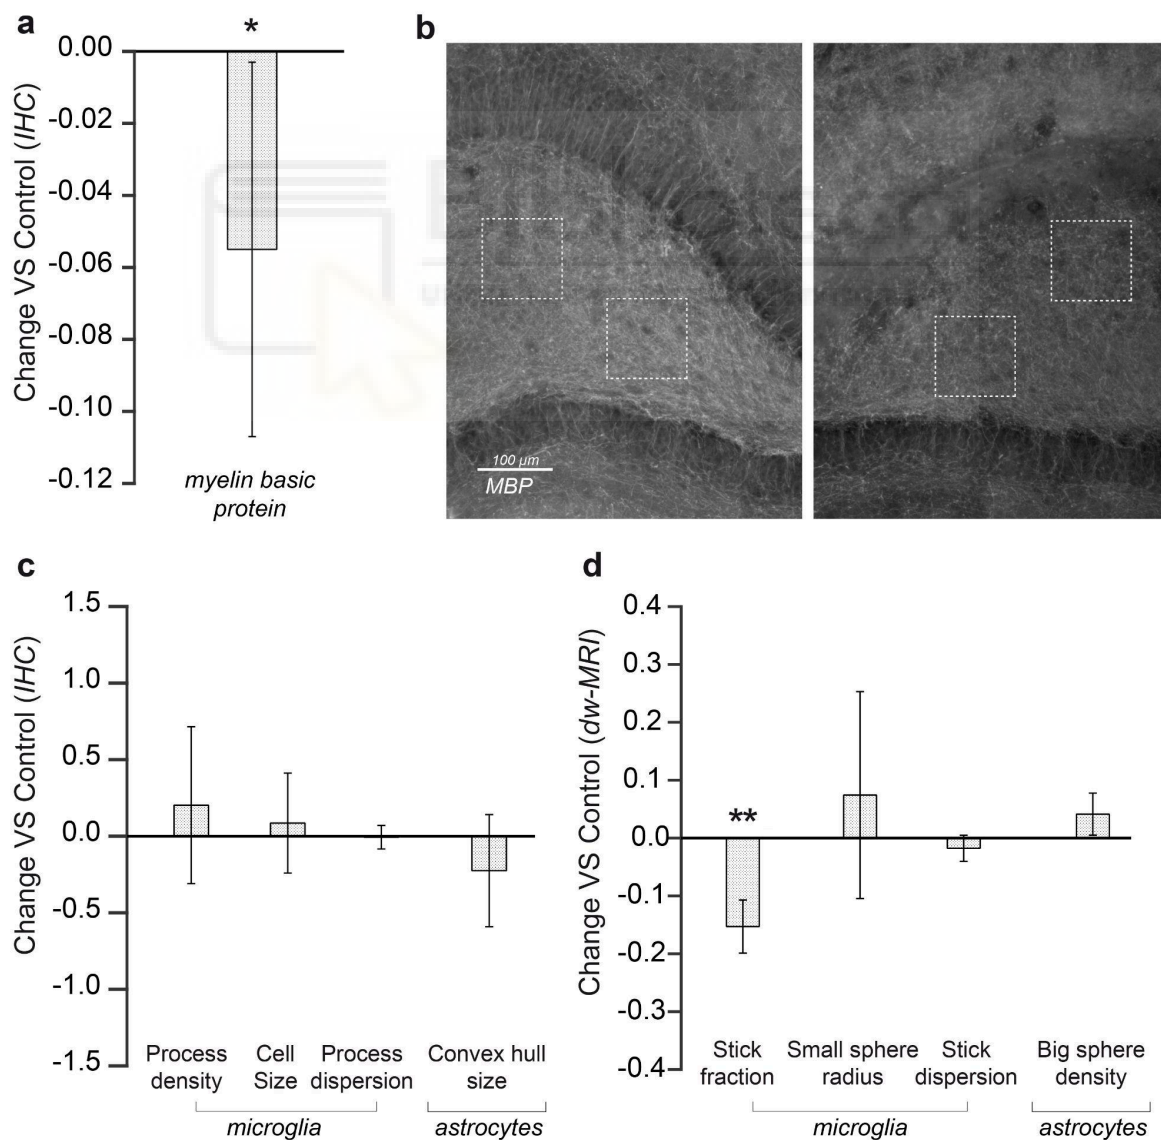 a
*
Change VS Control (IHC)
0.00
-0.02
-0.04
-0.06
-0.08
-0.10
-0.12
myelin basic
protein
b
100 µm
MBP
c
Change VS Control (IHC)
1.5
1.0
0.5
0.0
-0.5
-1.0
-1.5
Process
density
Cell
Size
Process
dispersion
Convex hull
size
microglia
astrocytes
d
Change VS Control (dw-MRI)
0.4
0.3
0.2
0.1
0.0
-0.1
-0.2
-0.3
-0.4
**
Stick
fraction
Small sphere
radius
Stick
dispersion
Big sphere
density
microglia
astrocytes